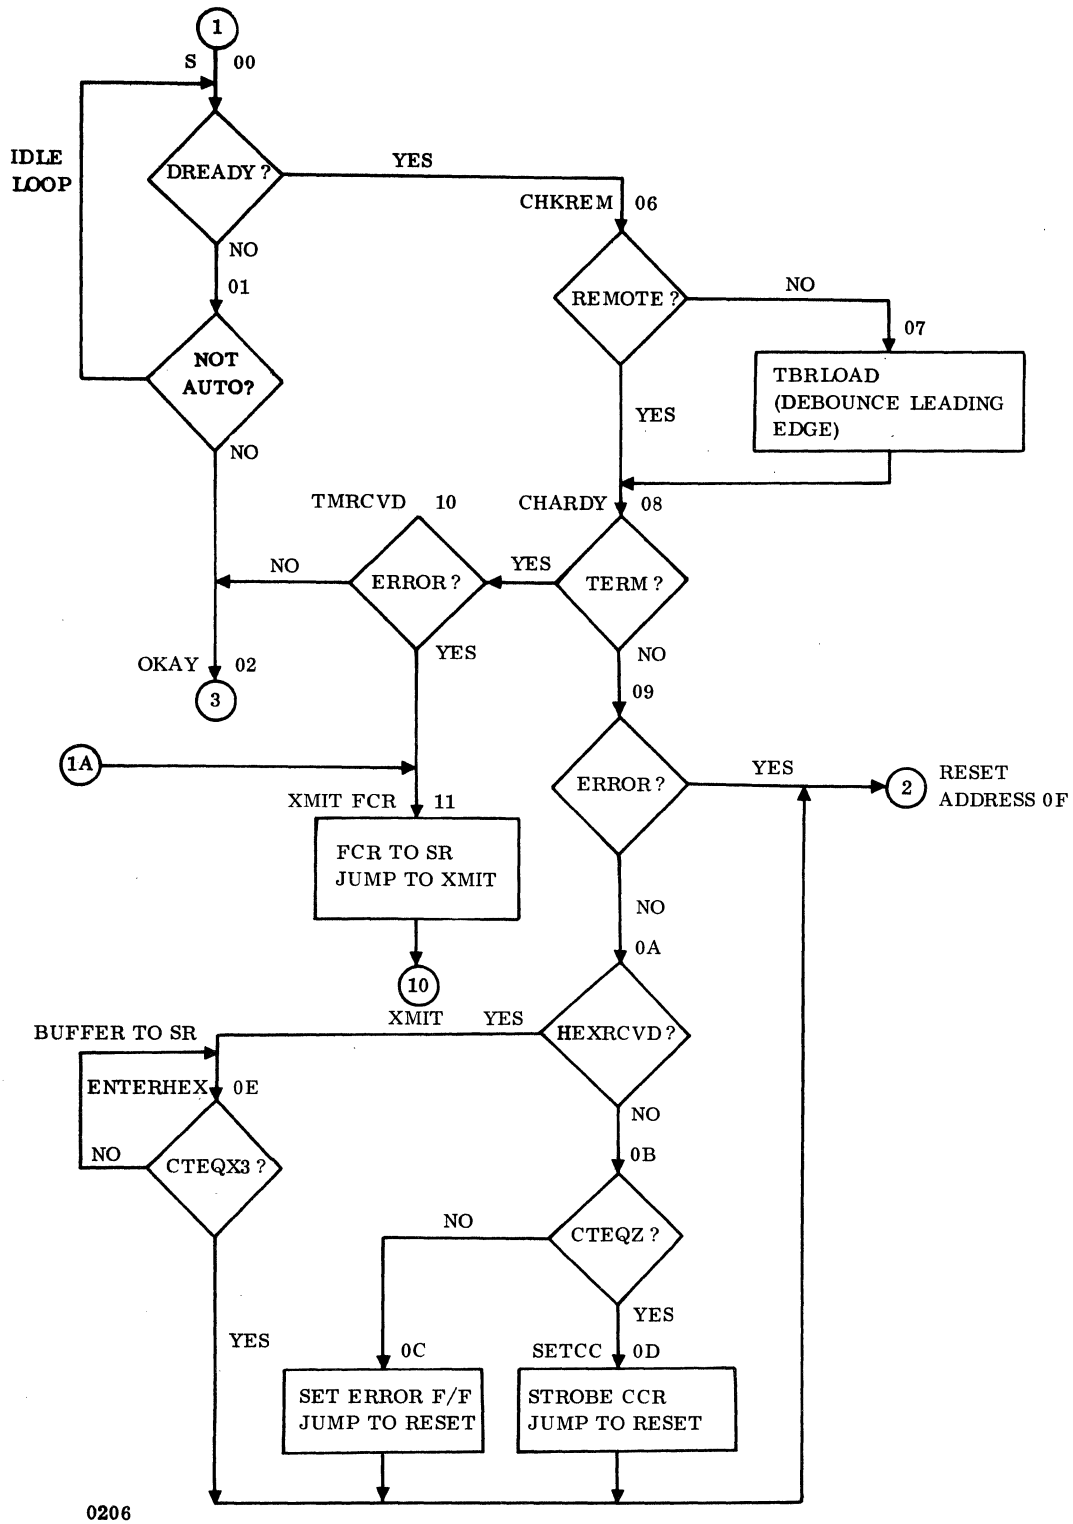 1
S 00
IDLE
LOOP
DREADY?
YES
CHKREM 06
NO
01
REMOTE?
NO
07
NOT
AUTO?
TBRLOAD
(DEBOUNCE LEADING
EDGE)
YES
NO
TMRCVD 10
CHARDY 08
NO
ERROR?
YES
TERM?
YES
NO
OKAY 02
3
09
1A
ERROR?
YES
2
RESET
ADDRESS 0F
XMIT FCR 11
FCR TO SR
JUMP TO XMIT
NO
0A
10
XMIT
YES
HEXRCVD?
BUFFER TO SR
ENTERHEX 0E
NO
NO
0B
CTEQX3?
NO
CTEQZ?
YES
YES
0C
SETCC 0D
SET ERROR F/F
JUMP TO RESET
STROBE CCR
JUMP TO RESET
0206